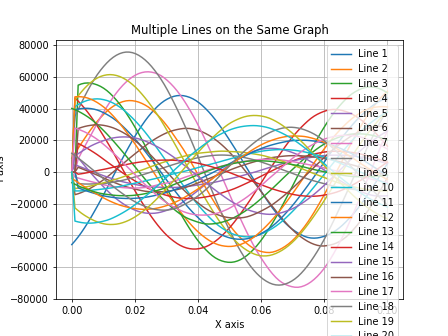 Multiple Lines on the Same Graph
80000
60000
40000
20000
0
−20000
−40000
−60000
−80000
0.00
0.02
0.04
0.06
0.08
X axis
axis
Line 1
Line 2
Line 3
Line 4
Line 5
Line 6
Line 7
Line 8
Line 9
Line 10
Line 11
Line 12
Line 13
Line 14
Line 15
Line 16
Line 17
Line 18
Line 19
Line 20